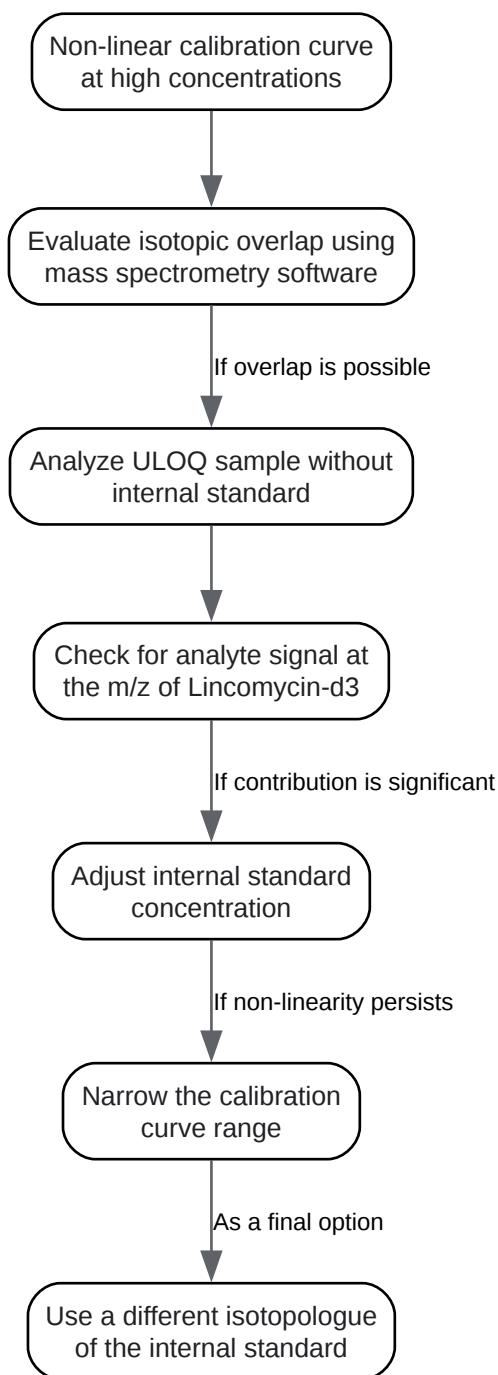 Non-linear calibration curve
at high concentrations
Evaluate isotopic overlap using
mass spectrometry software
If overlap is possible
Analyze ULOQ sample without
internal standard
Check for analyte signal at
the m/z of Lincomycin-d3
If contribution is significant
Adjust internal standard
concentration
If non-linearity persists
Narrow the calibration
curve range
As a final option
Use a different isotopologue
of the internal standard